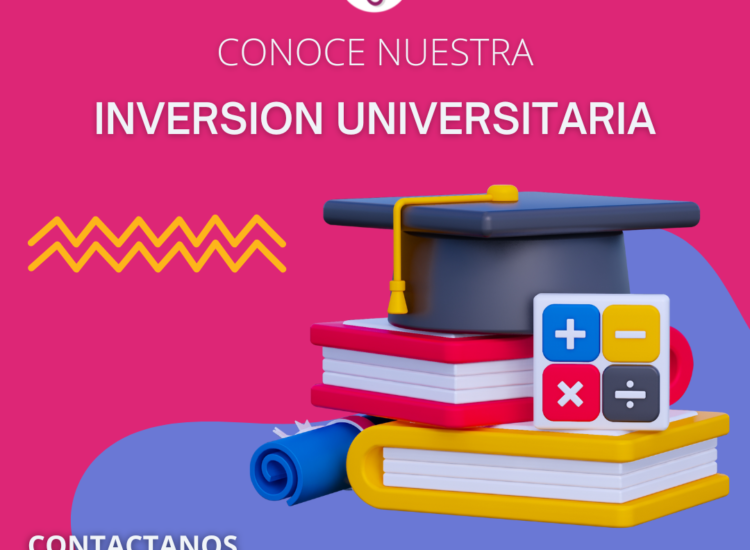 CONOCE NUESTRA
INVERSION UNIVERSITARIA
CONTACTANOS